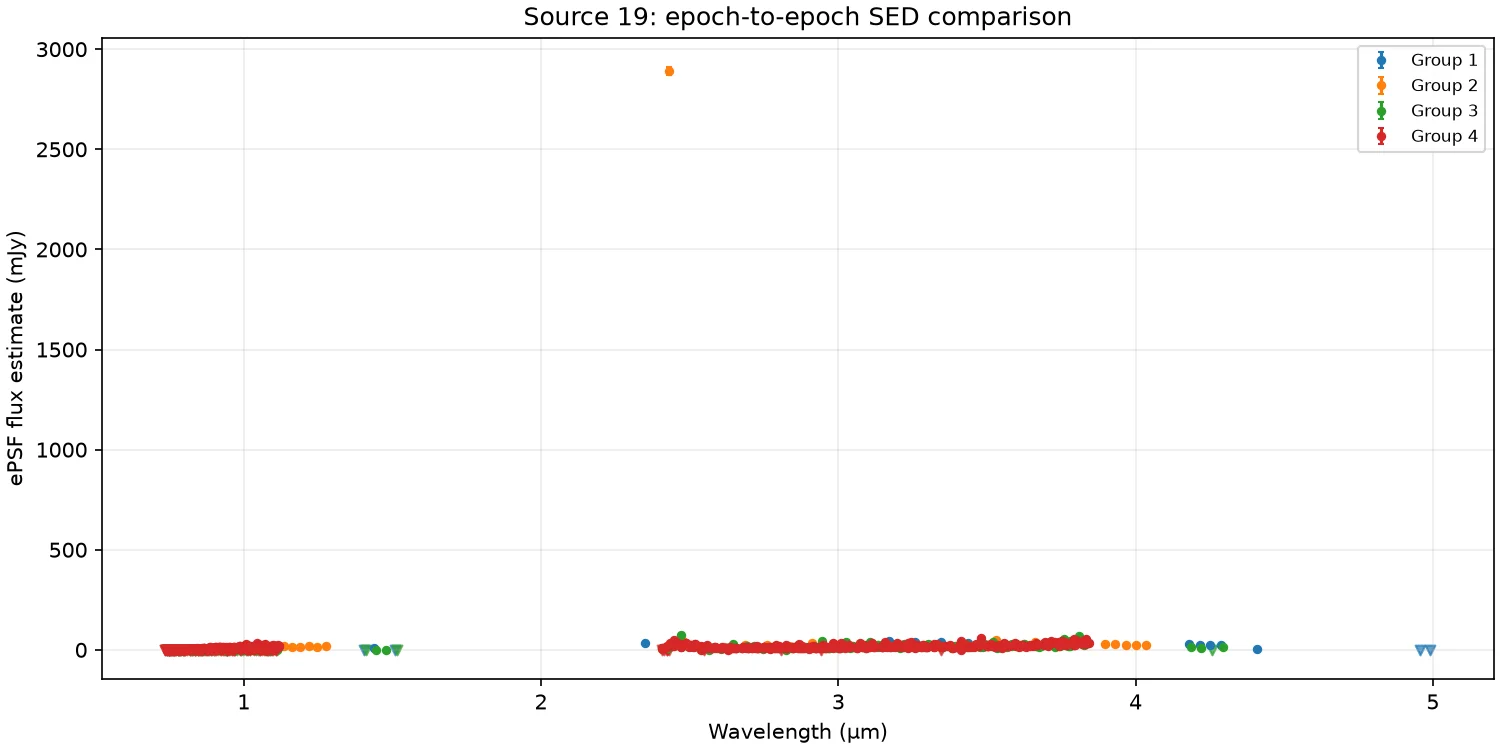 Source 19: epoch-to-epoch SED comparison
ePSF flux estimate (mJy)
3000
2500
2000
1500
1000
500
0
Group 1
Group 2
Group 3
Group 4
1 2 3 4 5
Wavelength (μm)